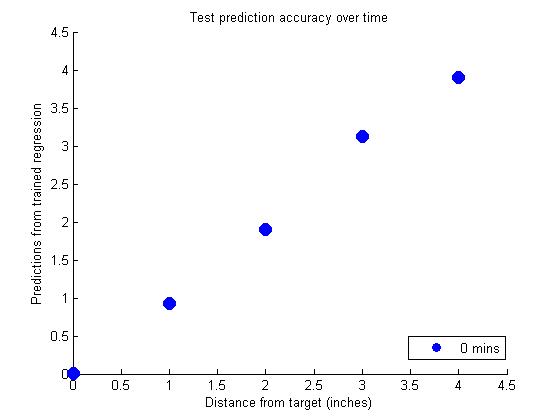 Test prediction accuracy over time
4.5
4
3.5
3
2.5
2
1.5
1
0.5
0
Predictions from trained regression
0 mins
0 0.5 1 1.5 2 2.5 3 3.5 4 4.5
Distance from target (inches)